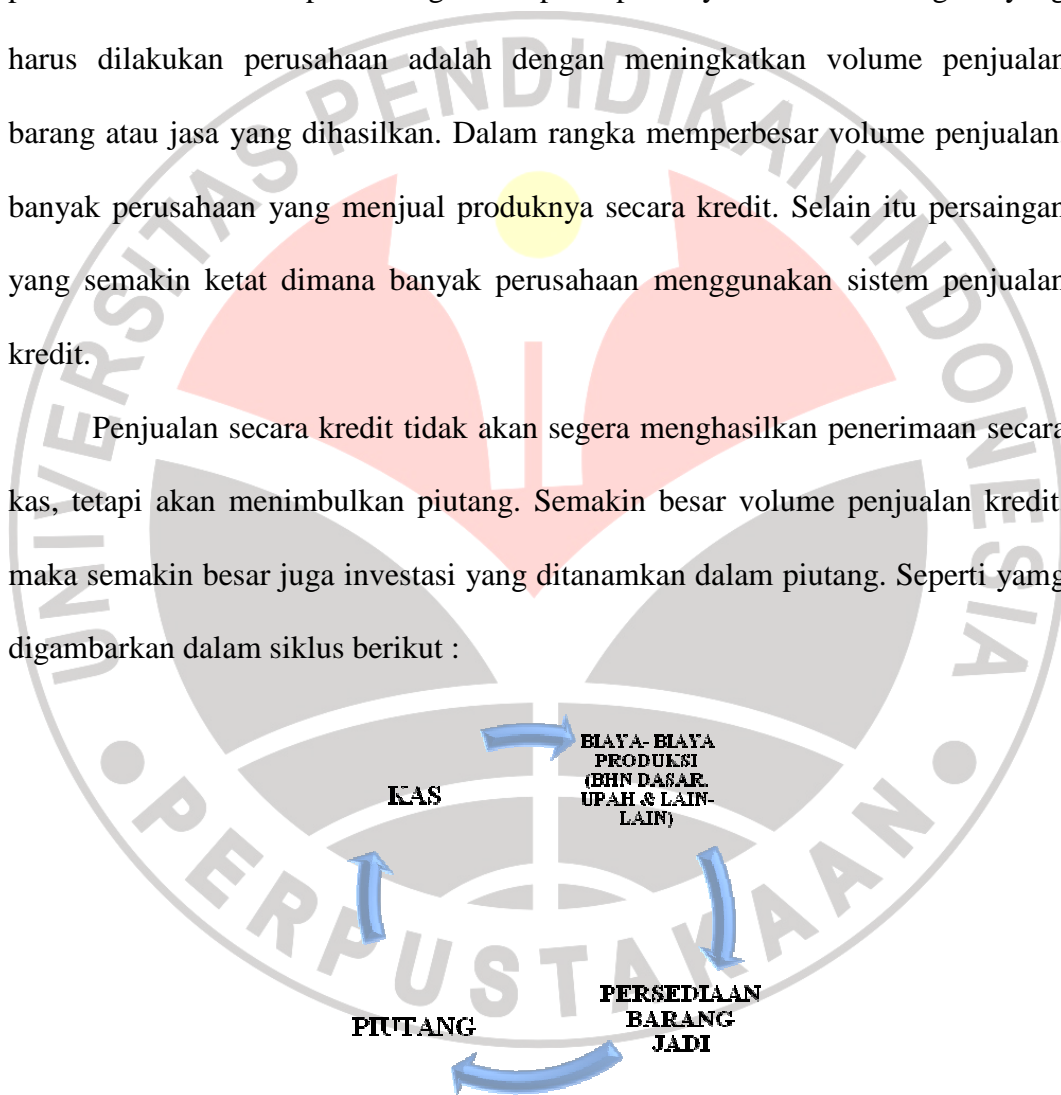 harus dilakukan perusahaan adalah dengan meningkatkan volume penjualan
barang atau jasa yang dihasilkan. Dalam rangka memperbesar volume penjualan
banyak perusahaan yang menjual produknya secara kredit. Selain itu persaingan
yang semakin ketat dimana banyak perusahaan menggunakan sistem penjualan
kredit.
Penjualan secara kredit tidak akan segera menghasilkan penerimaan secara
kas, tetapi akan menimbulkan piutang. Semakin besar volume penjualan kredit
maka semakin besar juga investasi yang ditanamkan dalam piutang. Seperti yamg
digambarkan dalam siklus berikut :
KAS
BIAYA- BIAYA
PRODUKSI
(BHN DASAR,
UPAH & LAIN-
LAIN)
PERSEDIAAN
BARANG
JADI
PIUTANG
UNIVERSITAS PENDIDIKAN INDONESIA
PERPUSTAKAAN